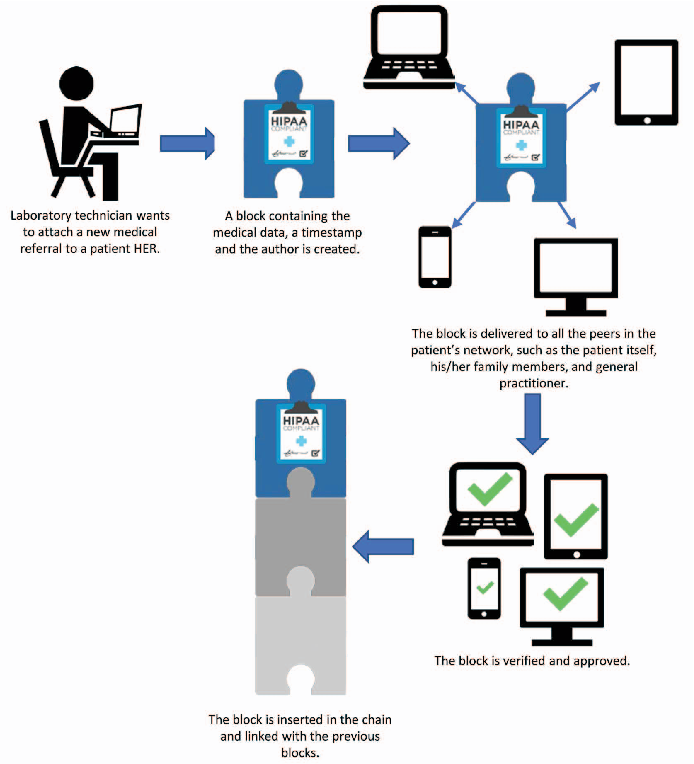 HIPAA
COMPLIANT
HIPAA
COMPLIANT
Laboratory technician wants
to attach a new medical
referral to a patient HER.
A block containing the
medical data, a timestamp
and the author is created.
The block is delivered to all the peers in the
patient's network, such as the patient itself,
his/her family members, and general
practitioner.
HIPAA
COMPLIANT
The block is verified and approved.
The block is inserted in the chain
and linked with the previous
blocks.